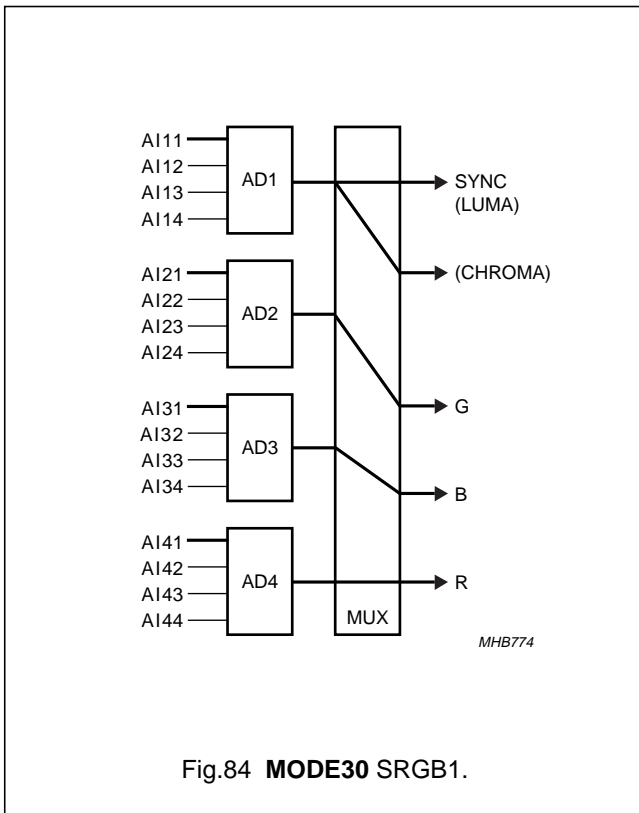 AI11
AI12
AI13
AI14
AD1
SYNC
(LUMA)
(CHROMA)
AI21
AI22
AI23
AI24
AD2
G
AI31
AI32
AI33
AI34
AD3
B
AI41
AI42
AI43
AI44
AD4
R
MUX
MHB774
Fig.84 MODE30 SRGB1.